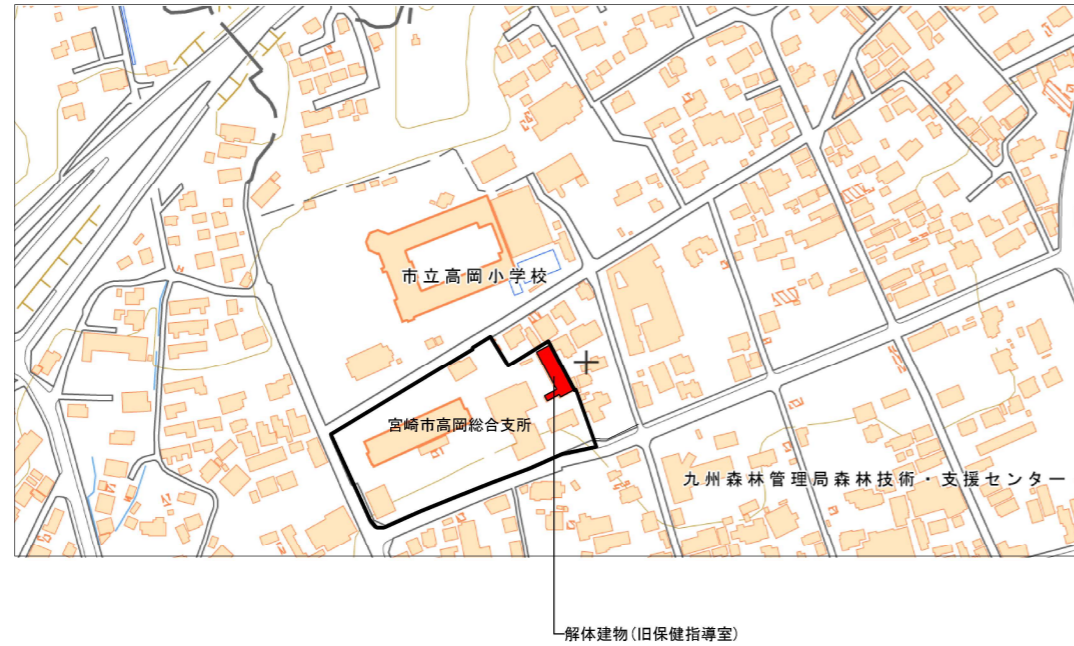 市立高岡小学校
宮崎市高岡総合支所
九州森林管理局森林技術・支援センター
解体建物(旧保健指導室)